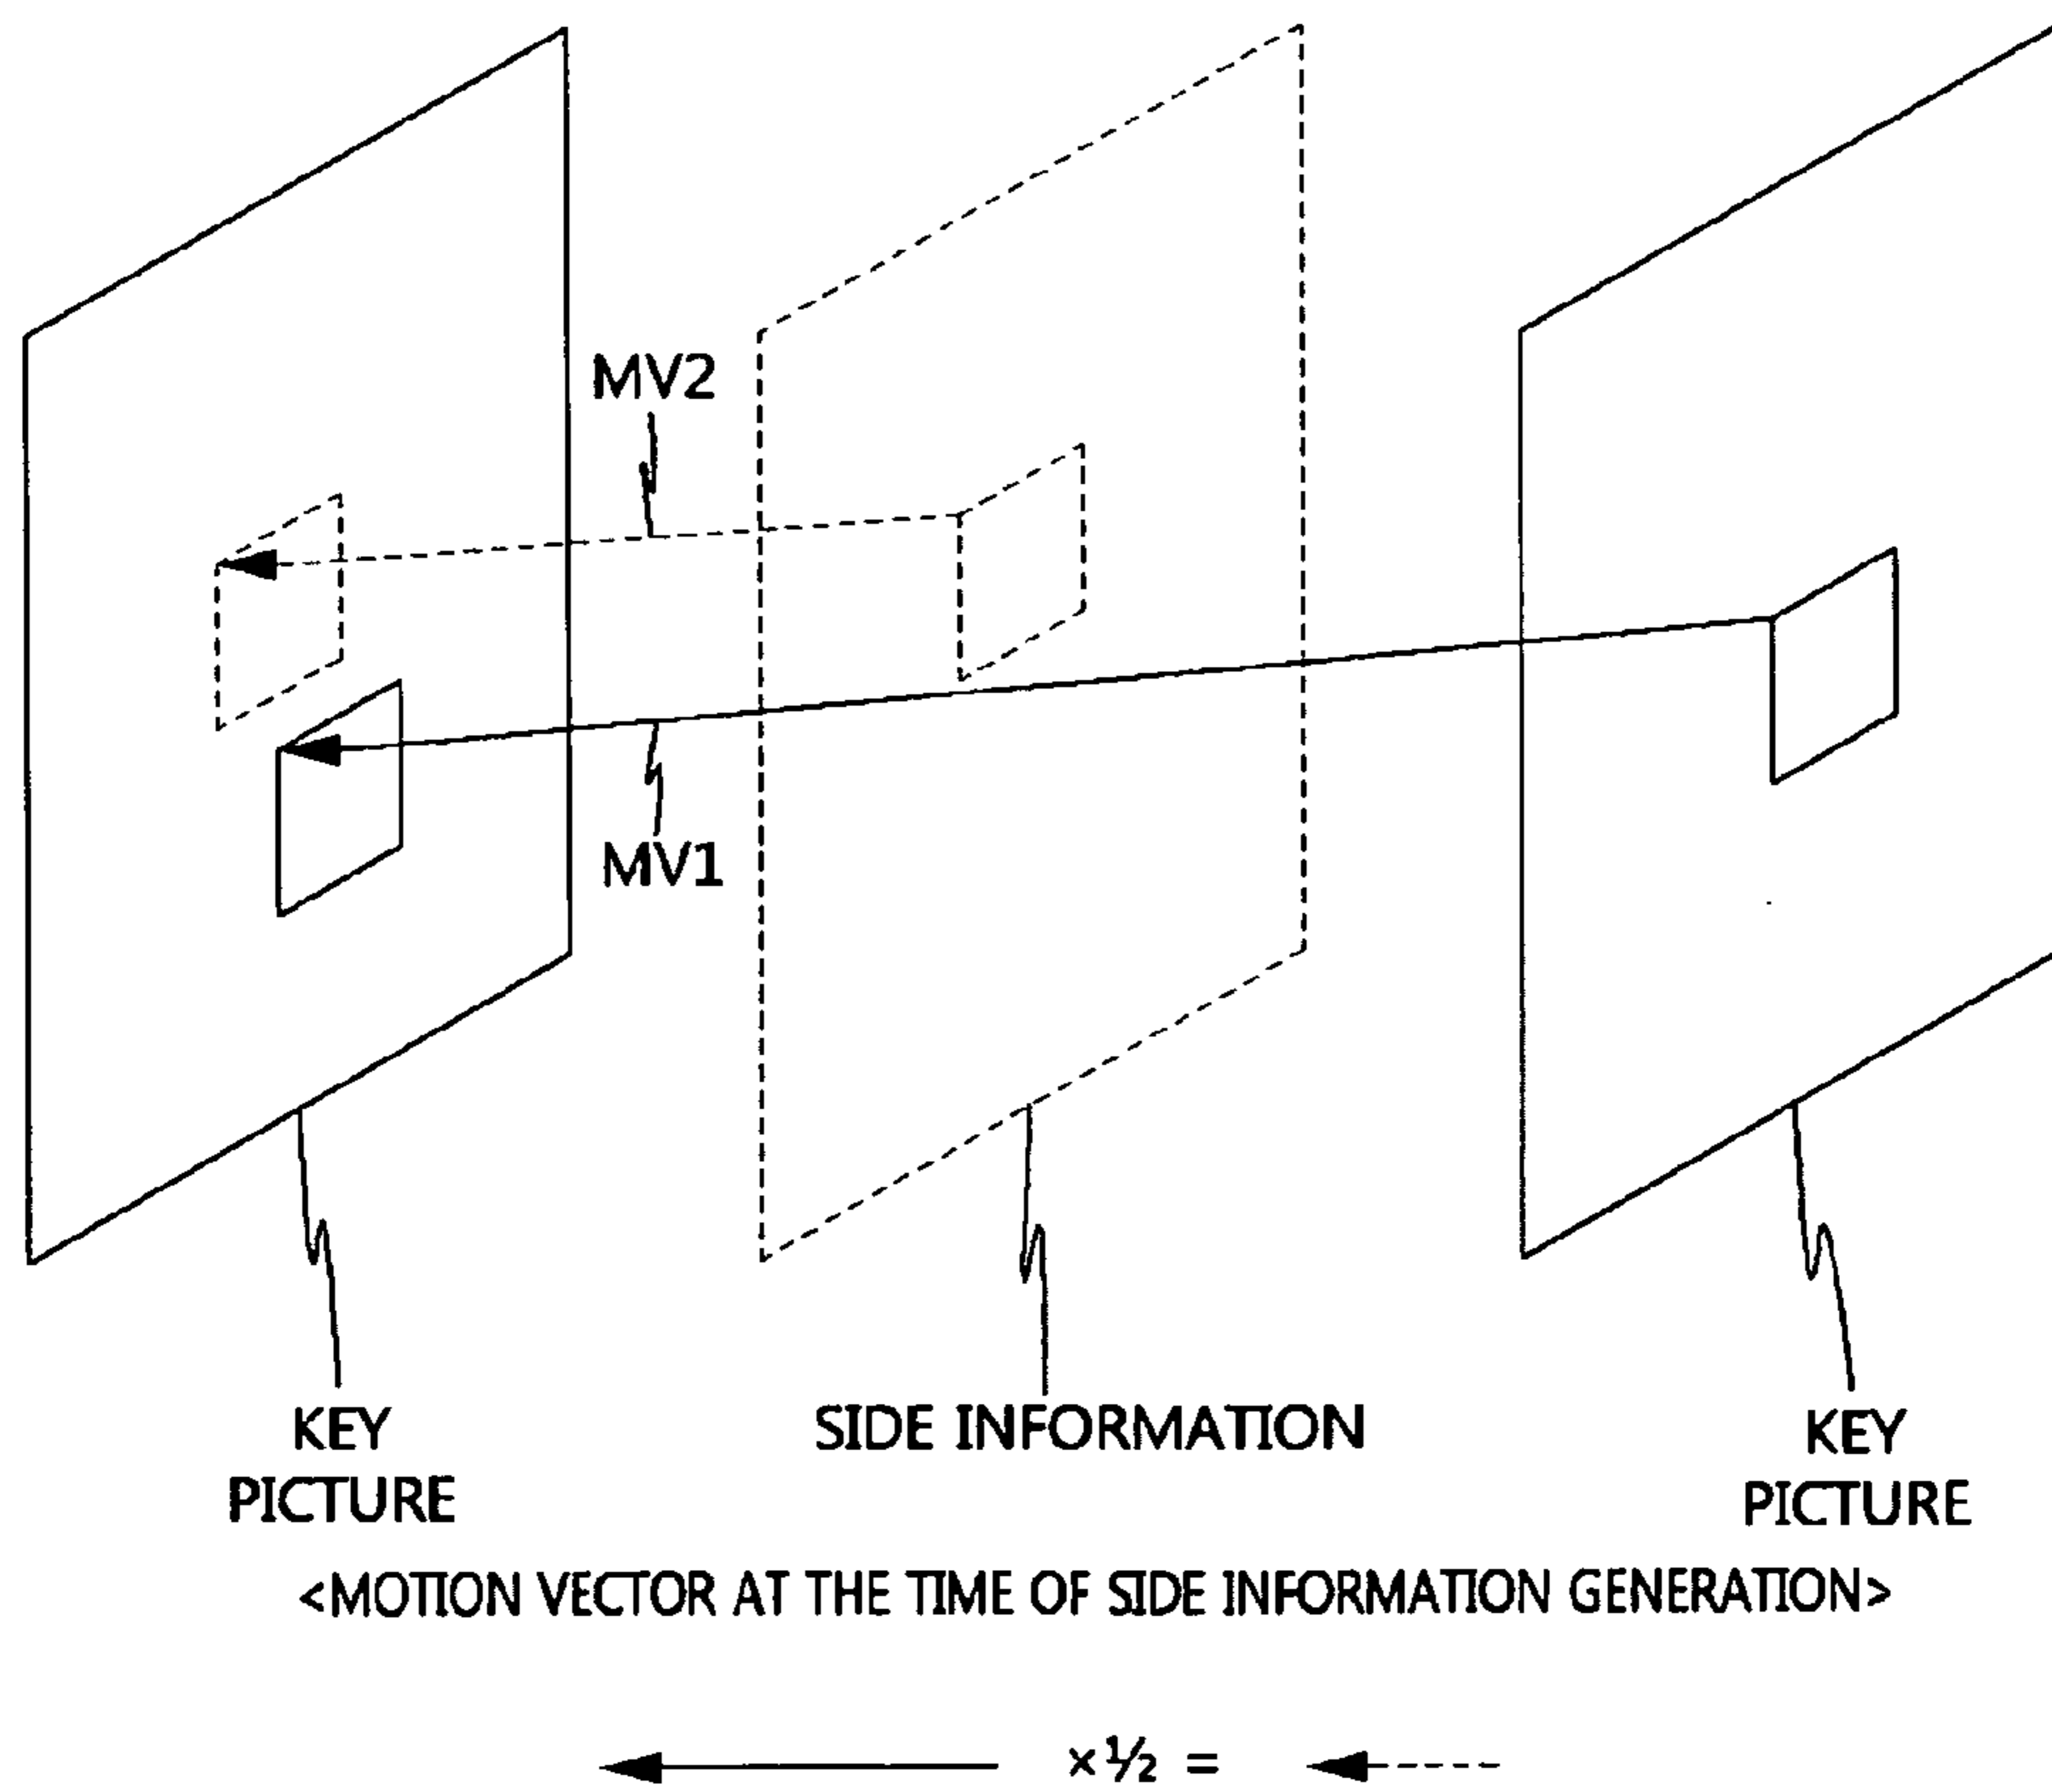 MV2
MV1
KEY
PICTURE
SIDE INFORMATION
KEY
PICTURE
<MOTION VECTOR AT THE TIME OF SIDE INFORMATION GENERATION>
×½ =